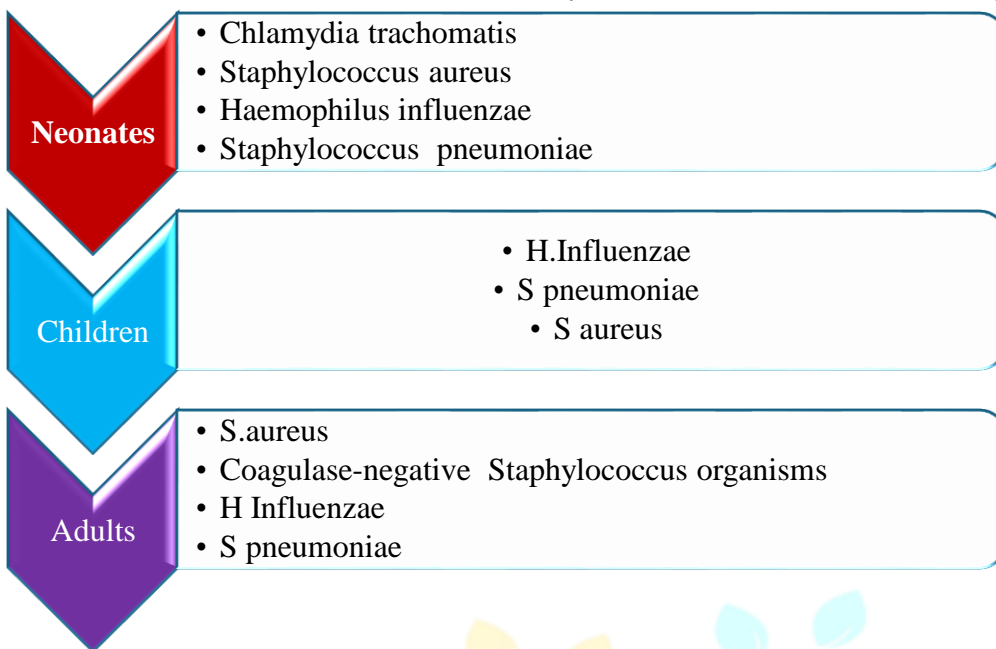 Neonates
• Chlamydia trachomatis
• Staphylococcus aureus
• Haemophilus influenzae
• Staphylococcus pneumoniae
Children
• H.Influenzae
• S pneumoniae
• S aureus
Adults
• S.aureus
• Coagulase-negative Staphylococcus organisms
• H Influenzae
• S pneumoniae